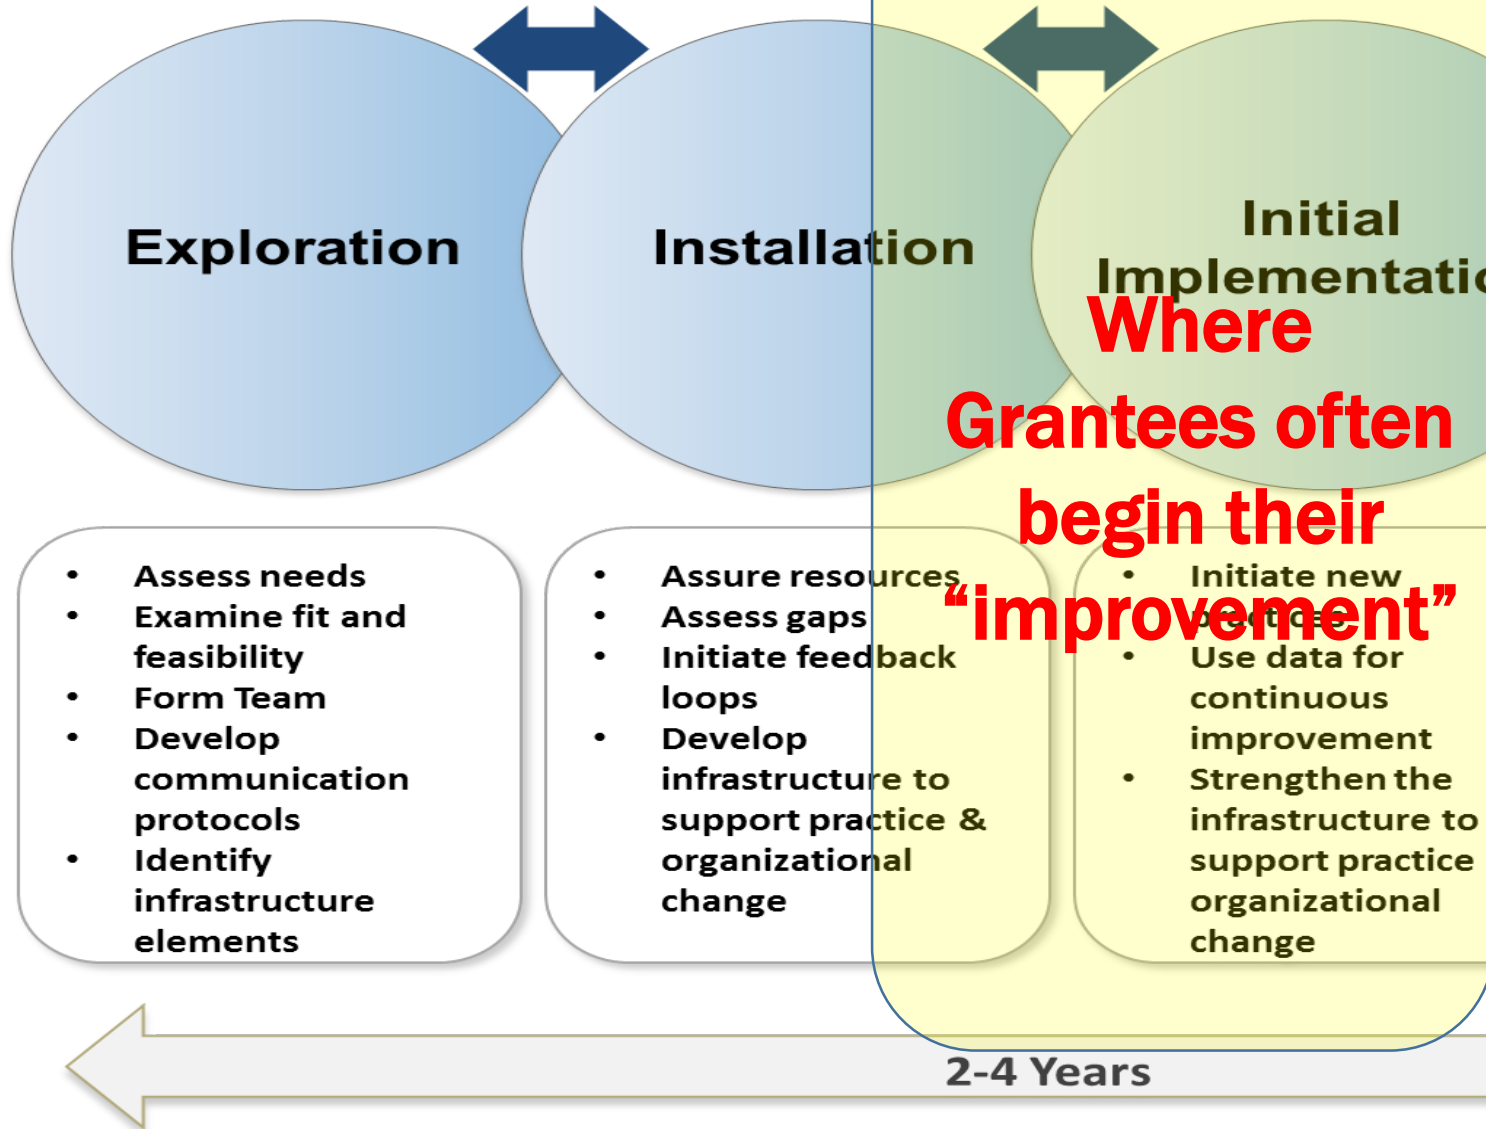 Exploration
Installation
Initial
Implementatio
Where
Grantees often
begin their
“improvement”
• Assess needs
• Examine fit and
feasibility
• Form Team
• Develop
communication
protocols
• Identify
infrastructure
elements
• Assure resources
• Assess gaps
• Initiate feedback
loops
• Develop
infrastructure to
support practice &
organizational
change
• Initiate new
practices
• Use data for
continuous
improvement
• Strengthen the
infrastructure to
support practice
organizational
change
2-4 Years